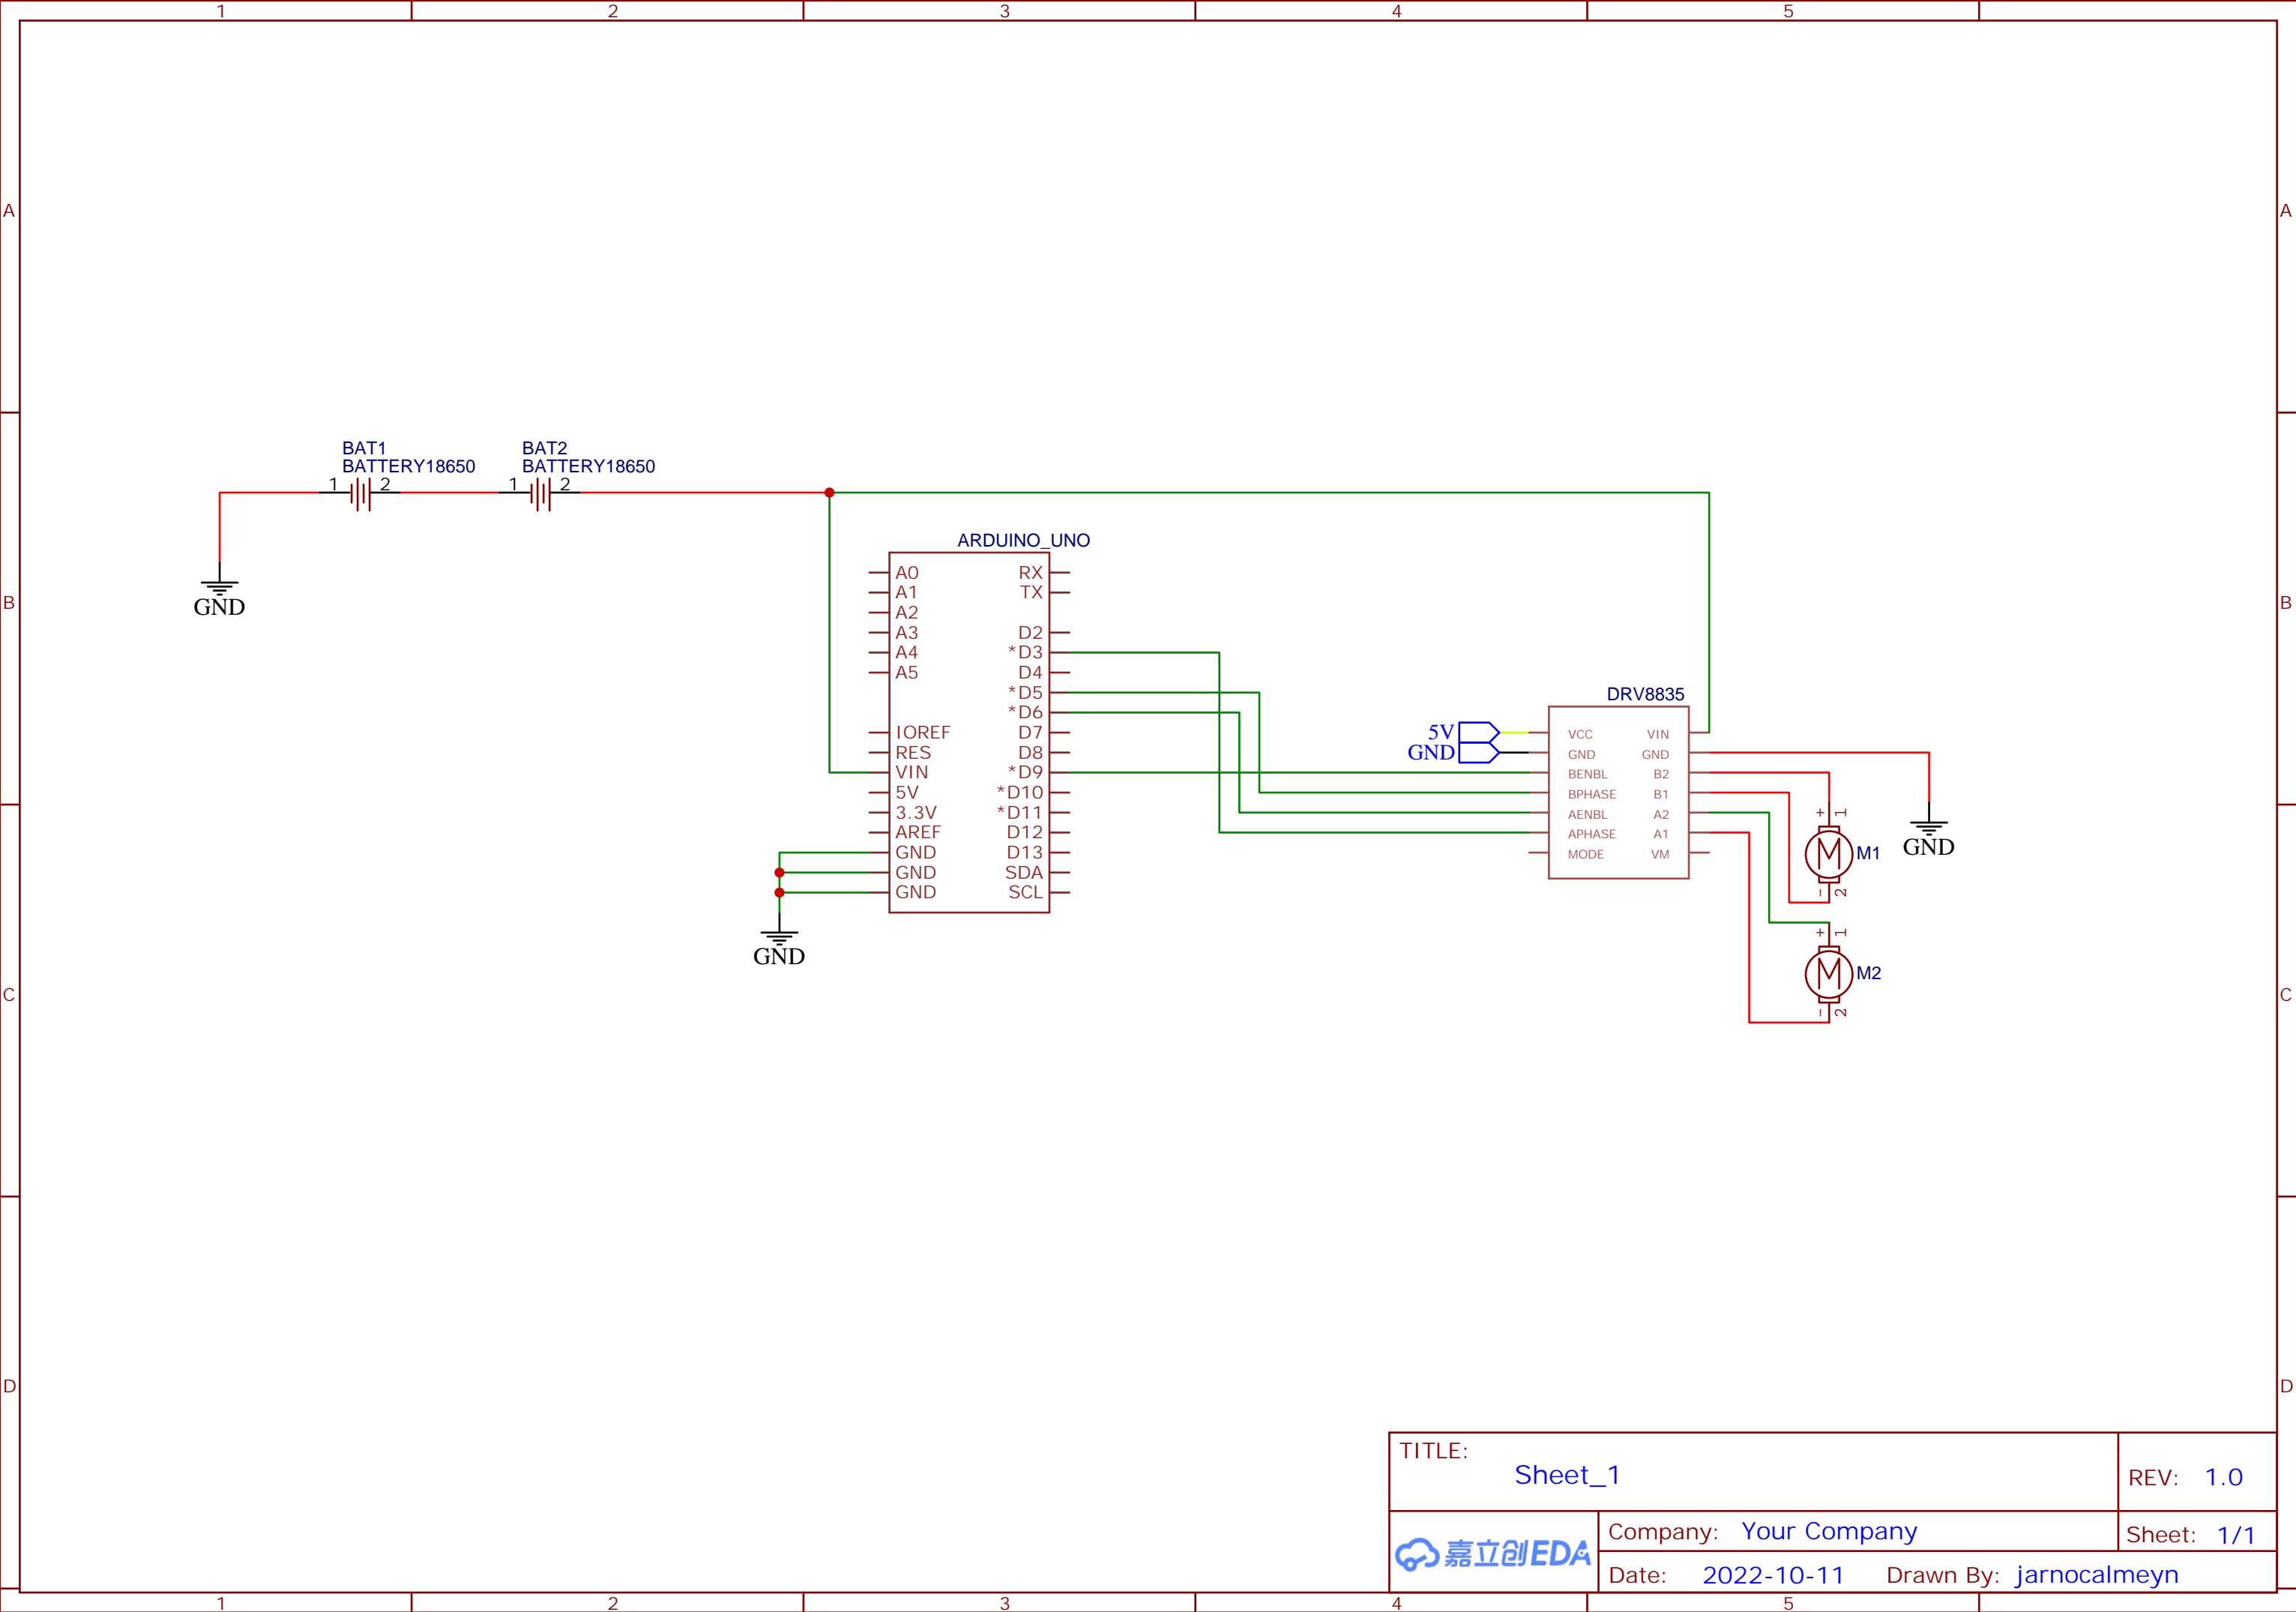 1 2 3 4 5
A A
BAT1 BAT2
BATTERY18650 BATTERY18650
1 2 1 2
ARDUINO_UNO
A0 RX
A1 TX
A2
A3 D2
A4 *D3
A5 D4
*D5
*D6
IOREF D7
RES D8
VIN *D9
5V *D10
3.3V *D11
AREF D12
GND D13
GND SDA
GND SCL
GND
B B
GND
DRV8835
5V VCC VIN
GND GND GND
BENBL B2
BPHASE B1
AENBL A2
APHASE A1
MODE VM
+ 1
M1
- 2
GND
+ 1
M2
- 2
C C
D D
TITLE:
Sheet_1
REV: 1.0
嘉立创EDA
Company: Your Company
Sheet: 1/1
Date: 2022-10-11 Drawn By: jarnocalmeyn
1 2 3 4 5